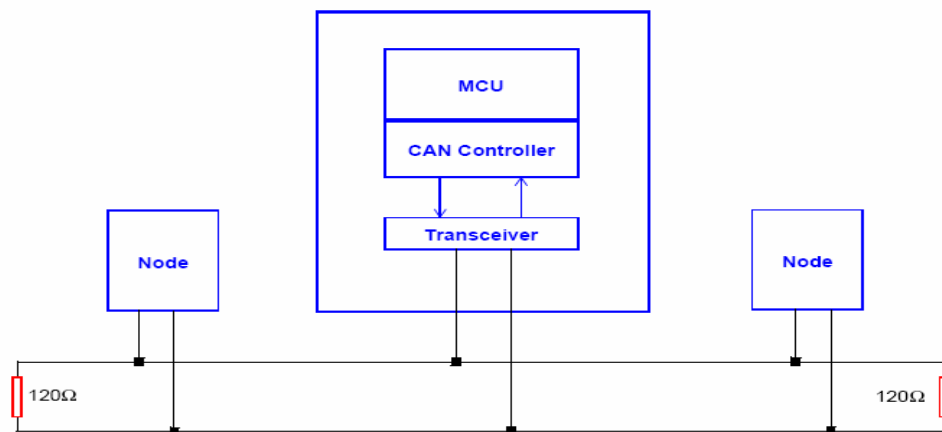 MCU
CAN Controller
Transceiver
Node
Node
120Ω
120Ω